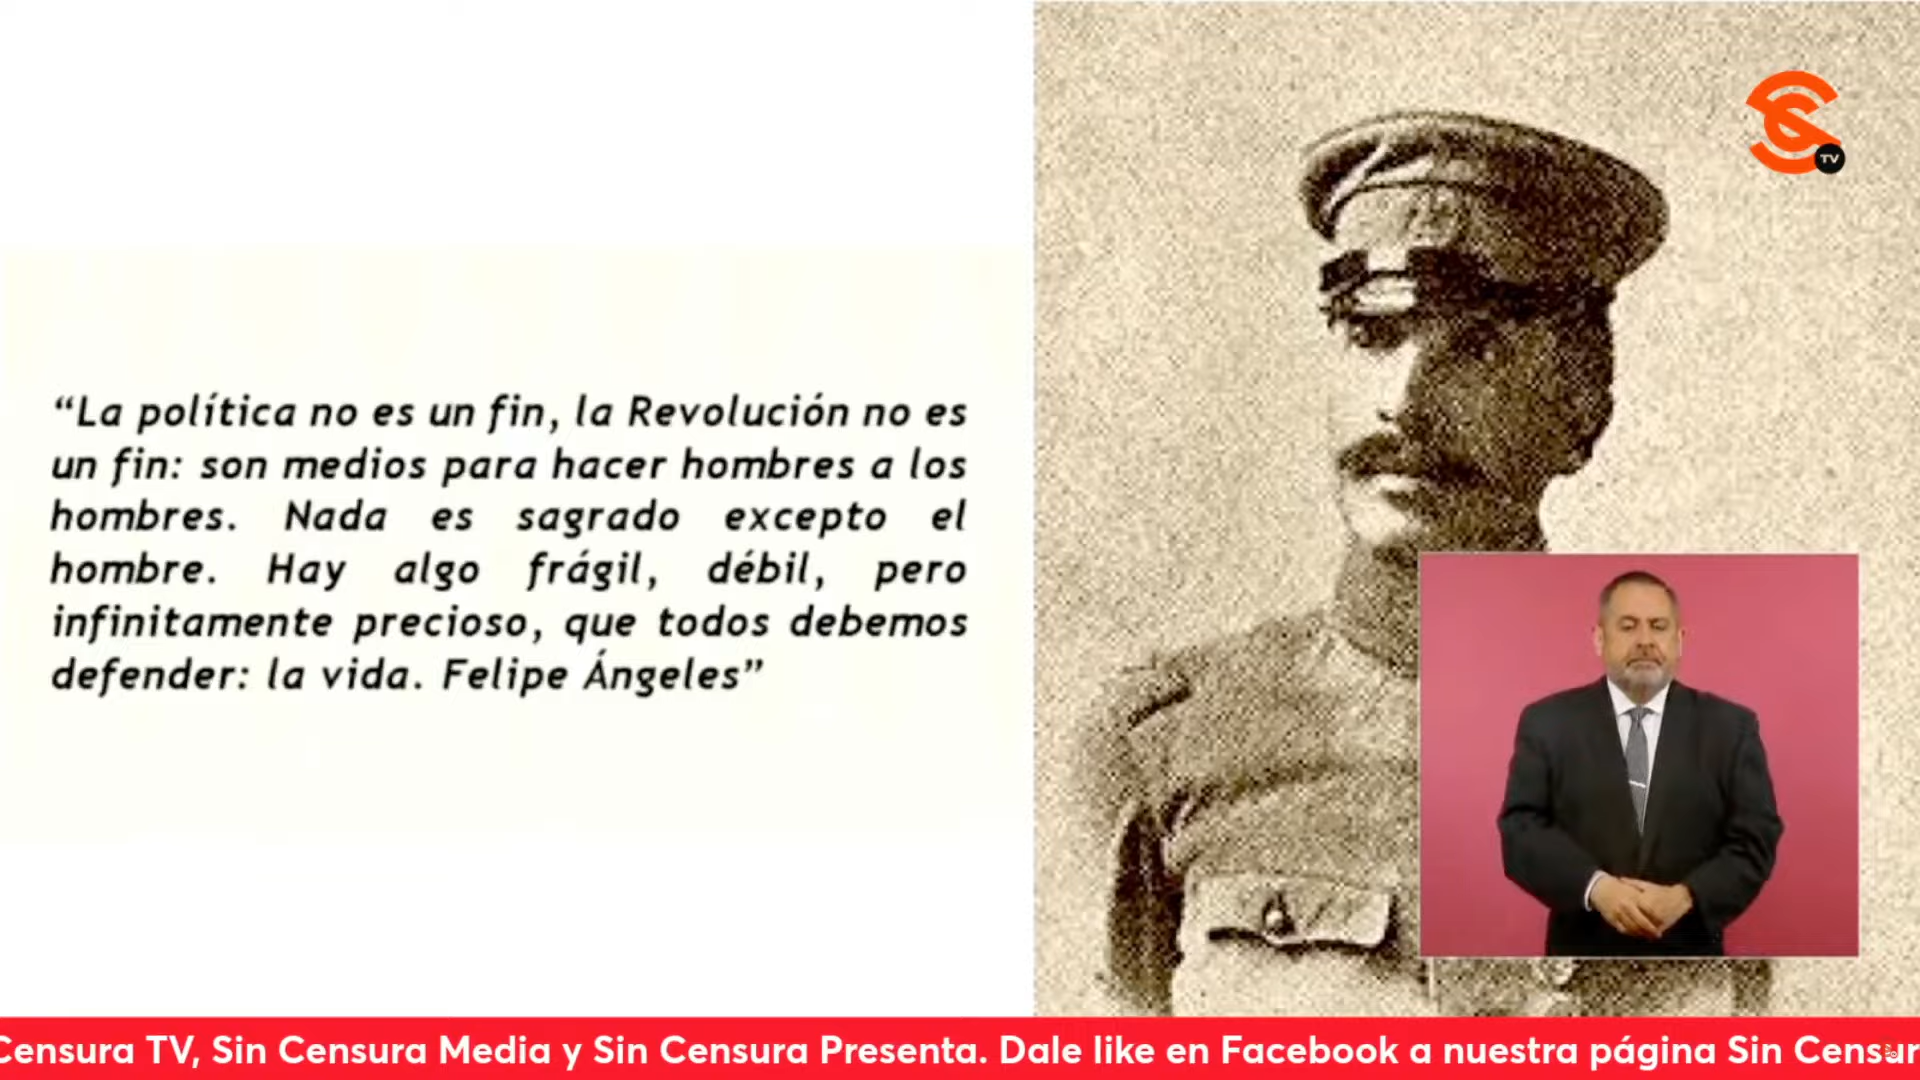 “La política no es un fin, la Revolución no es
un fin: son medios para hacer hombres a los
hombres. Nada es sagrado excepto el
hombre. Hay algo frágil, débil, pero
infinitamente precioso, que todos debemos
defender: la vida. Felipe Ángeles”
TV
Censura TV, Sin Censura Media y Sin Censura Presenta. Dale like en Facebook a nuestra página Sin Censur